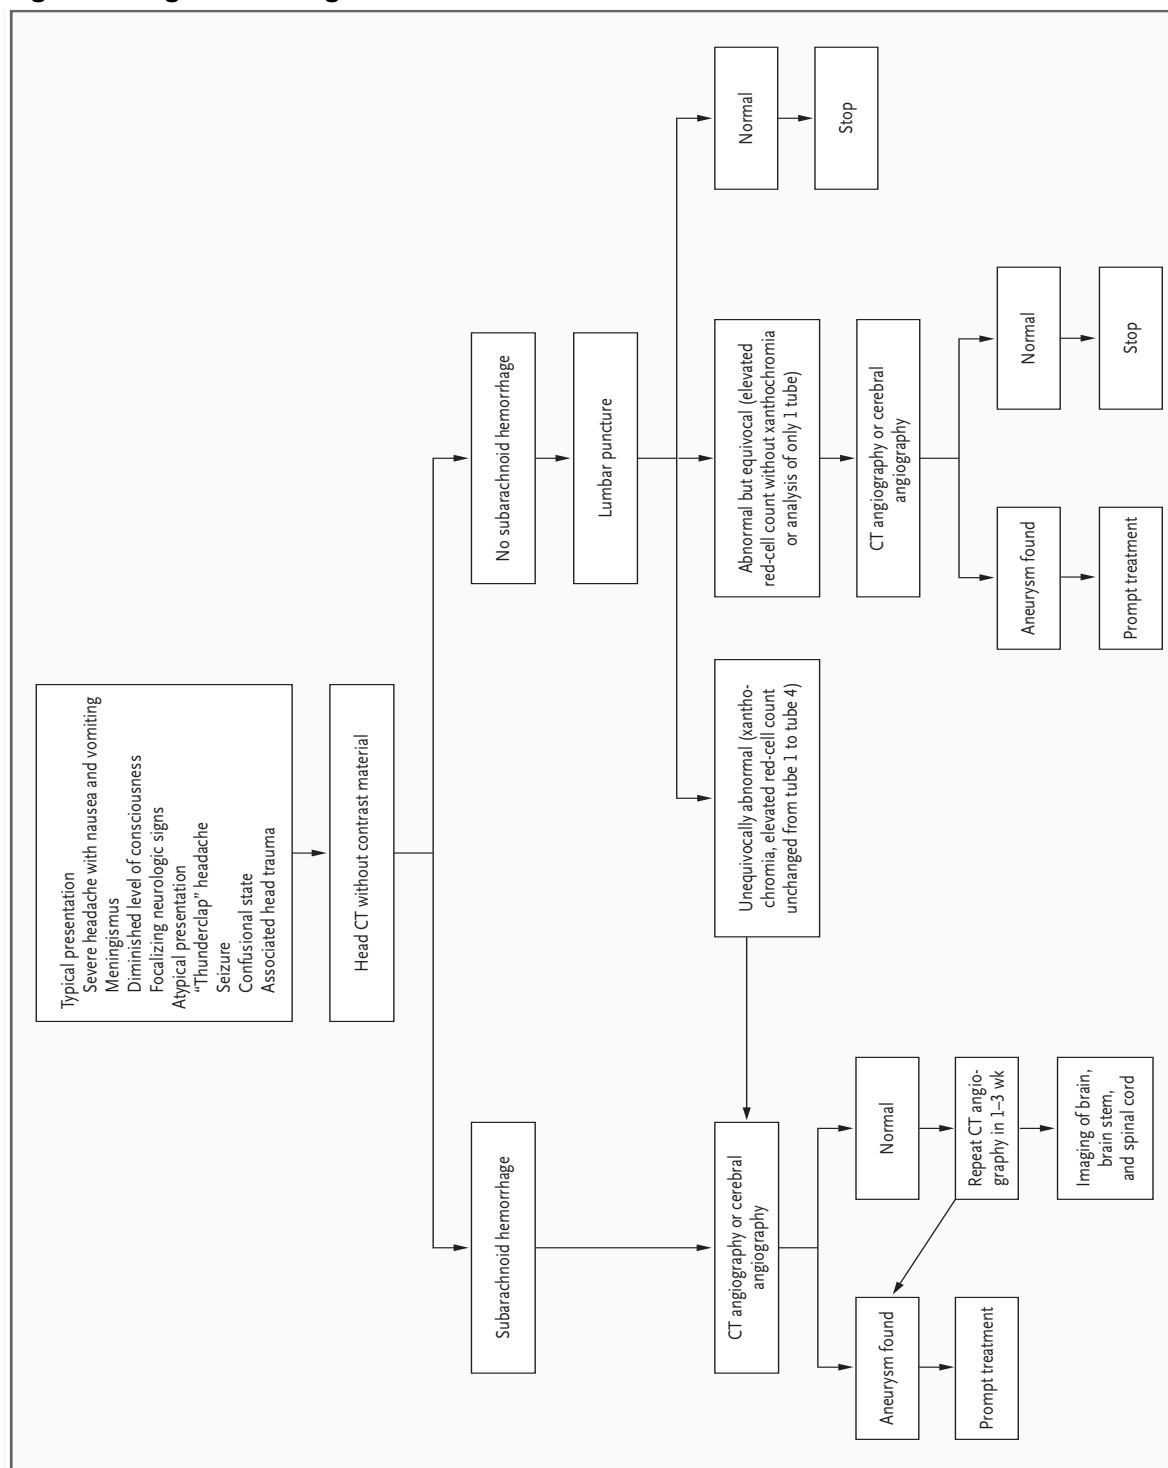 Typical presentation
Severe headache with nausea and vomiting
Meningismus
Diminished level of consciousness
Focalizing neurologic signs
Atypical presentation
“Thunderclap” headache
Seizure
Confusional state
Associated head trauma
Head CT without contrast material
Subarachnoid hemorrhage
No subarachnoid hemorrhage
Lumbar puncture
CT angiography or cerebral
angiography
Unequivocally abnormal (xantho-
chromia, elevated red-cell count
unchanged from tube 1 to tube 4)
Abnormal but equivocal (elevated
red-cell count without xanthochromia
or analysis of only 1 tube)
Normal
Stop
CT angiography or cerebral
angiography
Aneurysm found
Prompt treatment
Normal
Repeat CT angio-
graphy in 1–3 wk
Imaging of brain,
brain stem,
and spinal cord
Aneurysm found
Prompt treatment
Normal
Stop